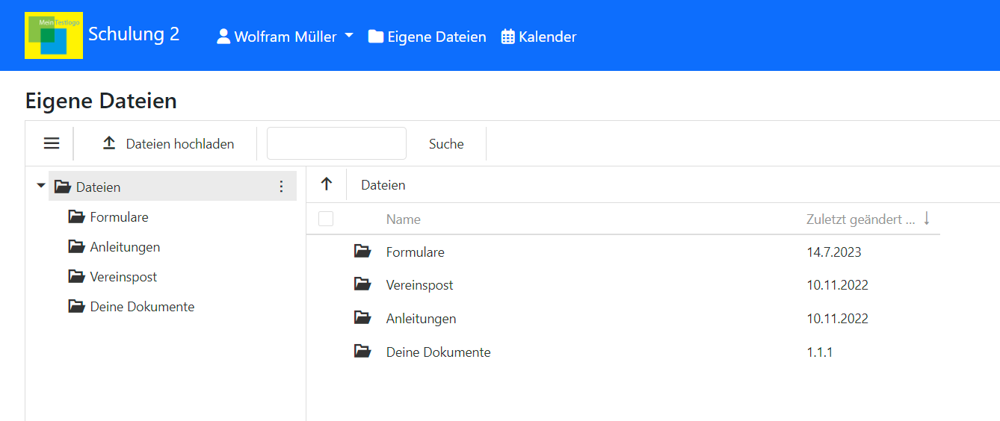 MeinTestlogo
Schulung 2
Wolfram Müller
Eigene Dateien
Kalender
Eigene Dateien
Dateien hochladen
Suche
Dateien
Formulare
Anleitungen
Vereinspost
Deine Dokumente
Dateien
Name Zuletzt geändert ...
Formulare 14.7.2023
Vereinspost 10.11.2022
Anleitungen 10.11.2022
Deine Dokumente 1.1.1